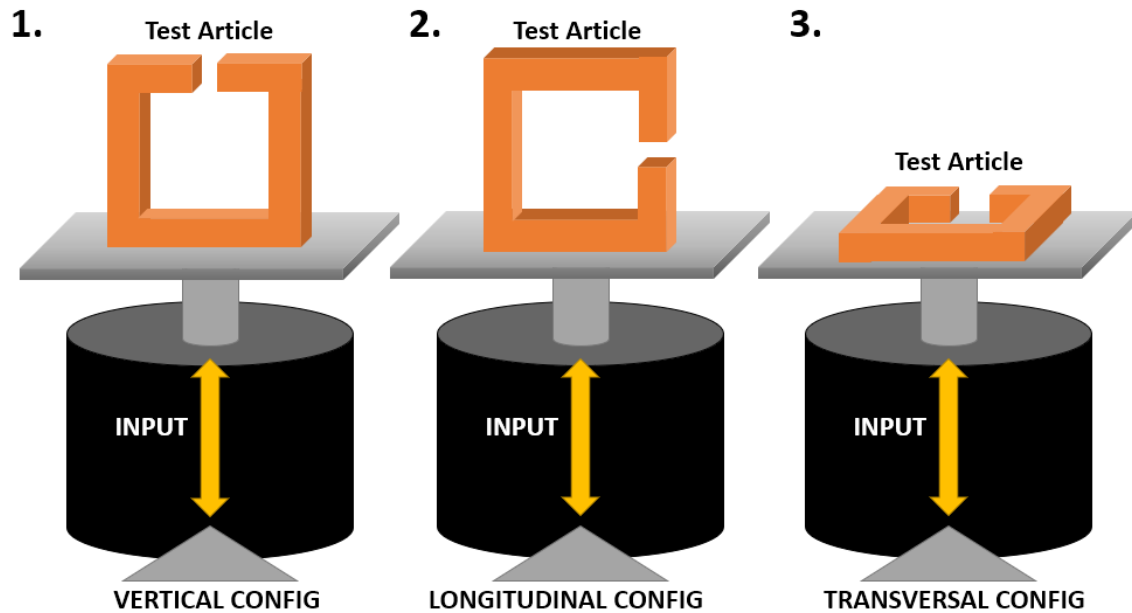 1.
Test Article
INPUT
VERTICAL CONFIG
2.
Test Article
INPUT
LONGITUDINAL CONFIG
3.
Test Article
INPUT
TRANSVERSAL CONFIG